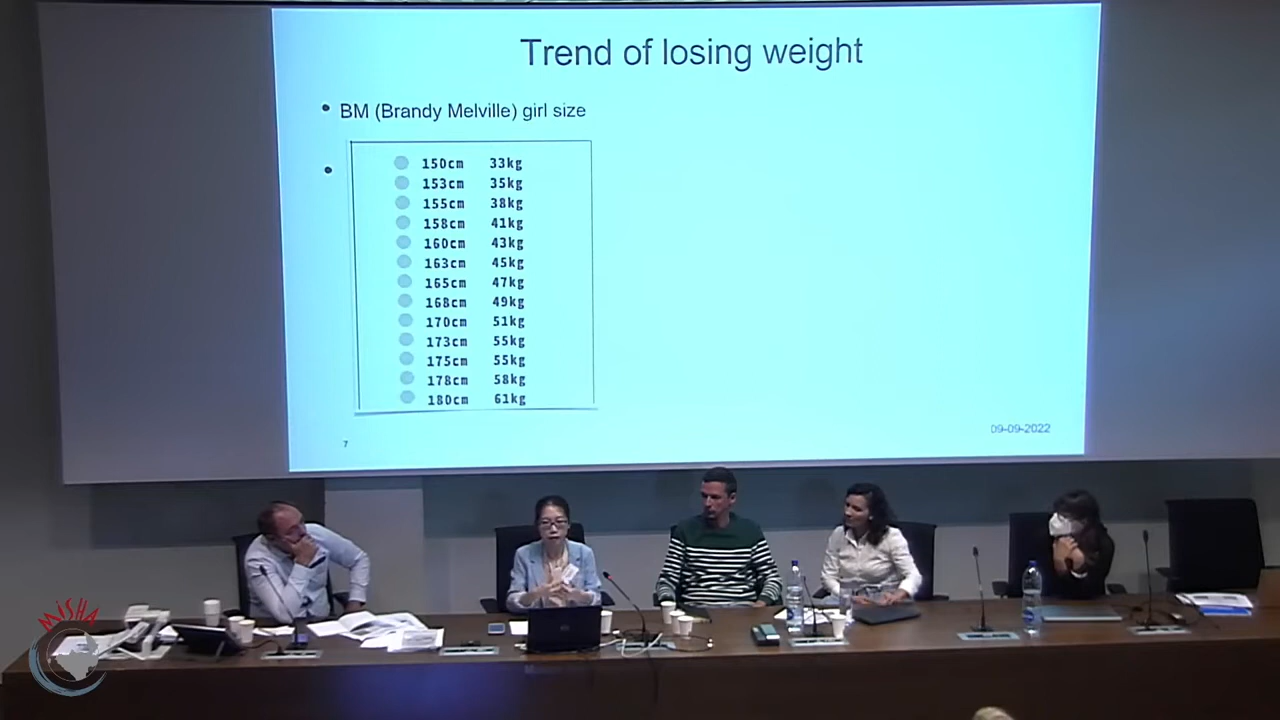 Trend of losing weight
• BM (Brandy Melville) girl size
•
150cm 33kg
153cm 35kg
155cm 38kg
158cm 41kg
160cm 43kg
163cm 45kg
165cm 47kg
168cm 49kg
170cm 51kg
173cm 55kg
175cm 55kg
178cm 58kg
180cm 61kg
7
09-09-2022
MiSHA